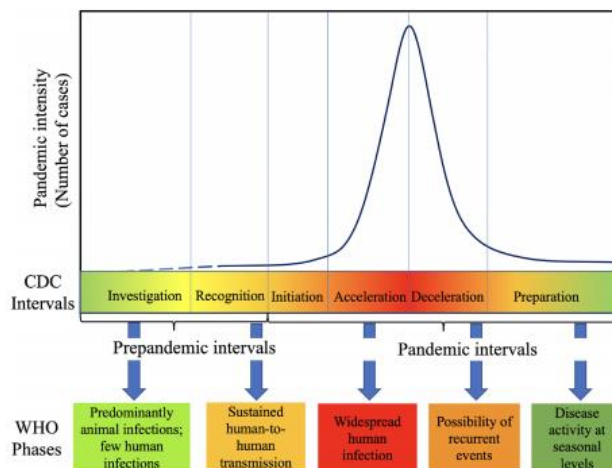 Pandemic intensity
(Number of cases)
CDC
Intervals
Investigation
Recognition
Initiation
Acceleration
Deceleration
Preparation
Prepandemic intervals
Pandemic intervals
WHO
Phases
Predominantly
animal infections;
few human
infections
Sustained
human-to-
human
transmission
Widespread
human
infection
Possibility of
recurrent
events
Disease
activity at
seasonal
levels